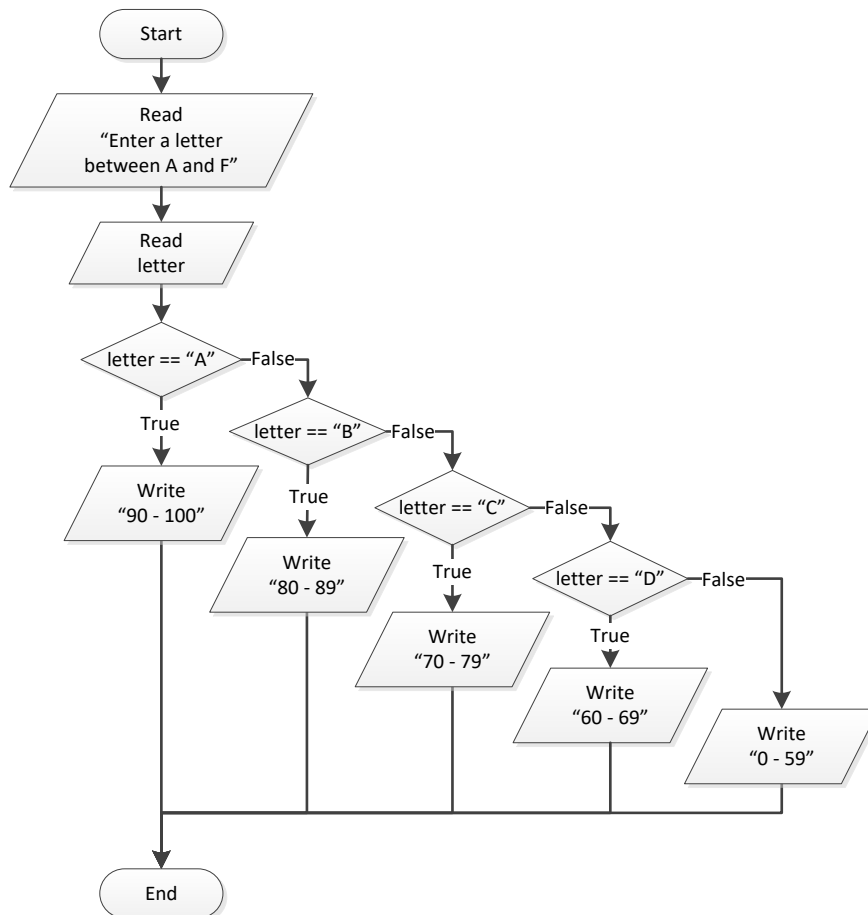 Start
Read
“Enter a letter
between A and F”
Read
letter
letter == “A”
False
True
letter == “B”
False
Write
“90 - 100”
True
letter == “C”
False
Write
“80 - 89”
True
letter == “D”
False
Write
“70 - 79”
True
Write
“60 - 69”
Write
“0 - 59”
End